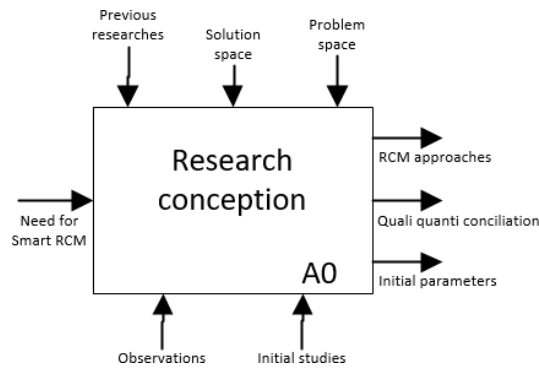 Previous
researches
Solution
space
Problem
space
Research
conception
RCM approaches
Need for
Smart RCM
Quali quanti conciliation
A0
Initial parameters
Observations
Initial studies